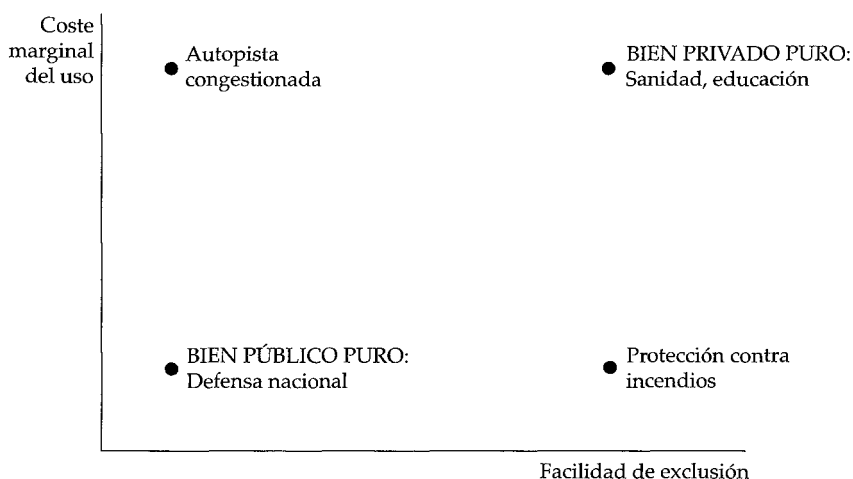 Coste
marginal
del uso
Autopista
congestionada
BIEN PRIVADO PURO:
Sanidad, educación
BIEN PÚBLICO PURO:
Defensa nacional
Protección contra
incendios
Facilidad de exclusión